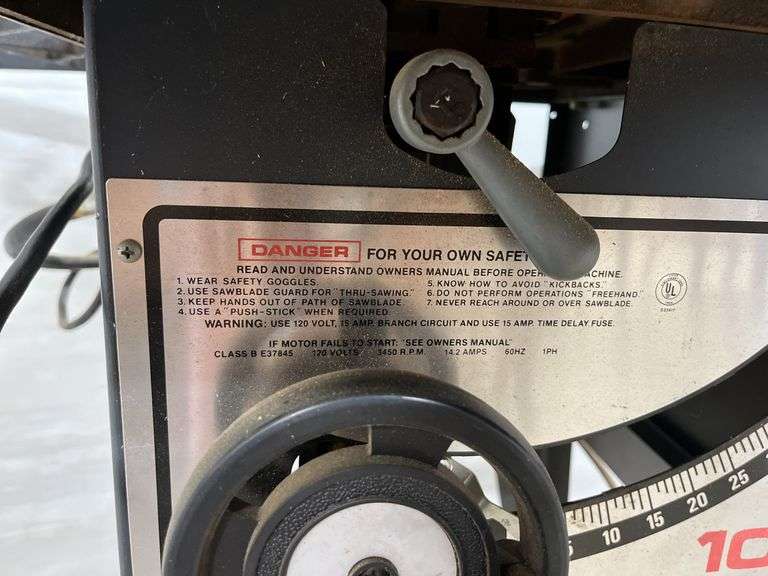 DANGER FOR YOUR OWN SAFET
READ AND UNDERSTAND OWNERS MANUAL BEFORE OPER ACHINE.
1. WEAR SAFETY GOGGLES.
2. USE SAWBLADE GUARD FOR "THRU-SAWING."
3. KEEP HANDS OUT OF PATH OF SAWBLADE.
4. USE A "PUSH-STICK" WHEN REQUIRED.
5. KNOW HOW TO AVOID "KICKBACKS."
6. DO NOT PERFORM OPERATIONS "FREEHAND."
7. NEVER REACH AROUND OR OVER SAWBLADE.
WARNING: USE 120 VOLT, 15 AMP. BRANCH CIRCUIT AND USE 15 AMP. TIME DELAY FUSE.
IF MOTOR FAILS TO START: "SEE OWNERS MANUAL"
CLASS B E37845 120 VOLTS 3450 R.P.M. 14.2 AMPS 60HZ 1PH
UL
5 10 15 20 25
10